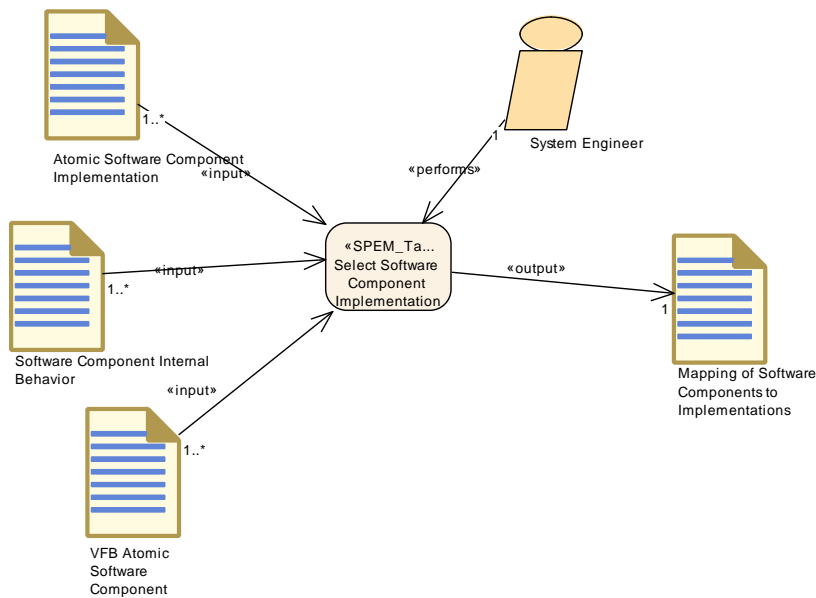 1..*
Atomic Software Component
Implementation
«input»
1
System Engineer
«performs»
«SPEM_Ta...
Select Software
Component
Implementation
«input»
1..*
Software Component Internal
Behavior
«output»
1
Mapping of Software
Components to
Implementations
«input»
1..*
VFB Atomic
Software
Component